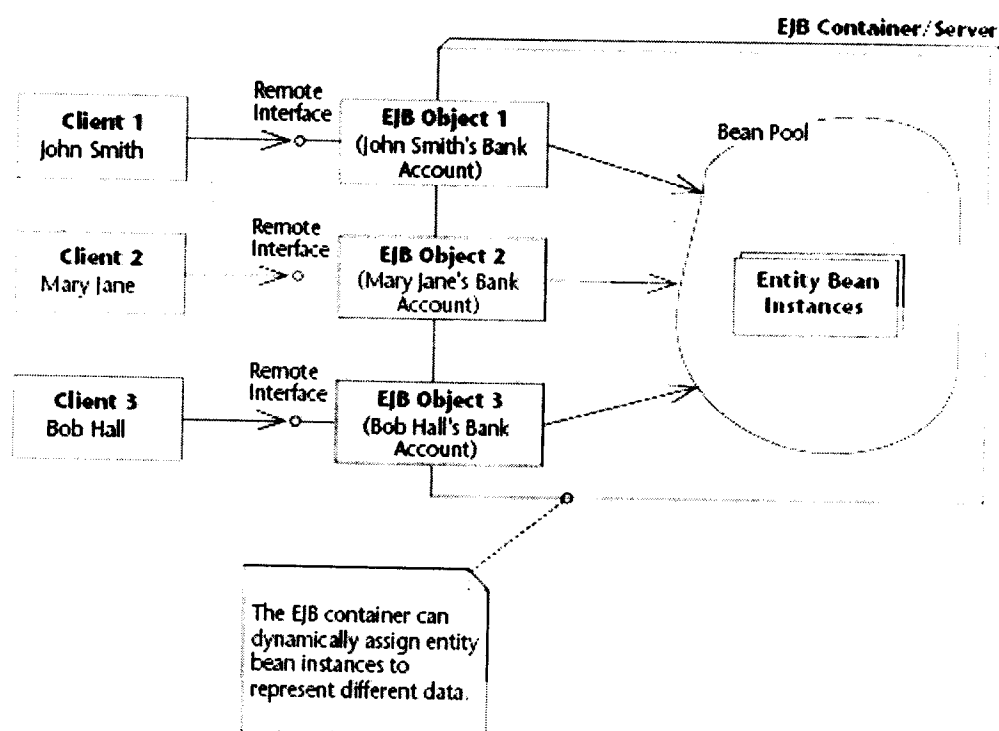 EJB Container/Server
Client 1
John Smith
Remote
Interface
EJB Object 1
(John Smith's Bank
Account)
Bean Pool
Client 2
Mary Jane
Remote
Interface
EJB Object 2
(Mary Jane's Bank
Account)
Entity Bean
Instances
Client 3
Bob Hall
Remote
Interface
EJB Object 3
(Bob Hall's Bank
Account)
The EJB container can
dynamically assign entity
bean instances to
represent different data.